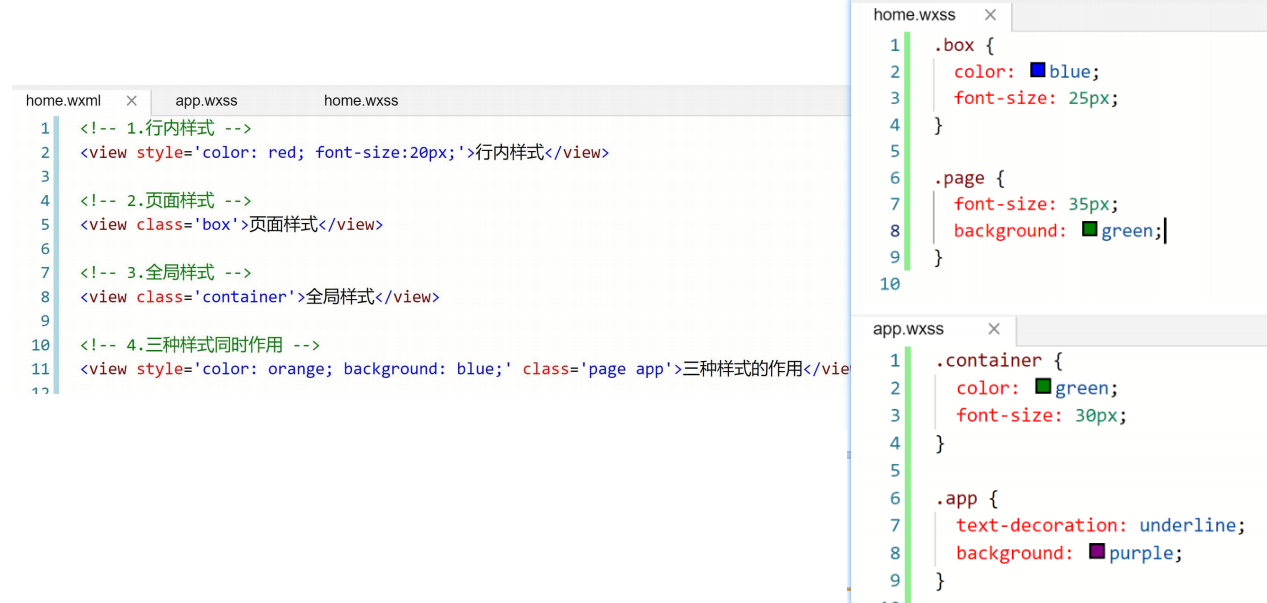 home.wxml × app.wxss home.wxss
1 <!-- 1.行内样式 -->
2 <view style='color: red; font-size:20px;'>行内样式</view>
3
4 <!-- 2.页面样式 -->
5 <view class='box'>页面样式</view>
6
7 <!-- 3.全局样式 -->
8 <view class='container'>全局样式</view>
9
10 <!-- 4.三种样式同时作用 -->
11 <view style='color: orange; background: blue;' class='page app'>三种样式的作用</vie
12
home.wxss ×
1 .box {
2 color: blue;
3 font-size: 25px;
4 }
5
6 .page {
7 font-size: 35px;
8 background: green;
9 }
10
app.wxss ×
1 .container {
2 color: green;
3 font-size: 30px;
4 }
5
6 .app {
7 text-decoration: underline;
8 background: purple;
9 }